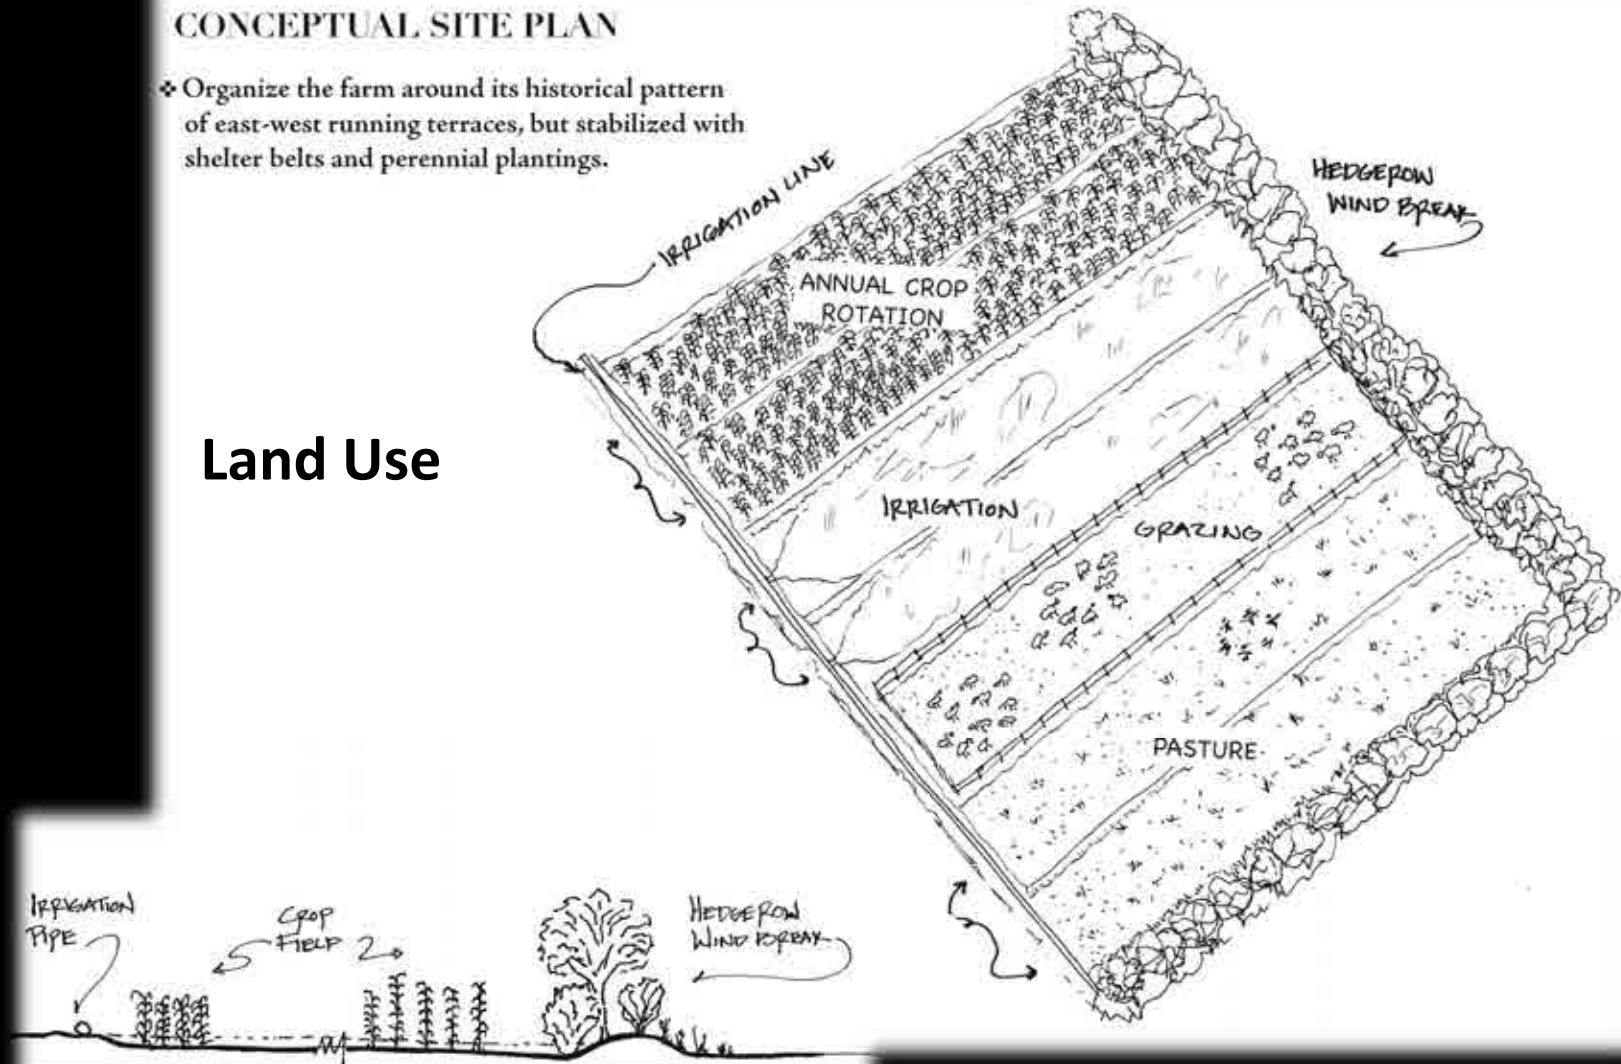 CONCEPTUAL SITE PLAN
❖ Organize the farm around its historical pattern
of east-west running terraces, but stabilized with
shelter belts and perennial plantings.
IRRIGATION LINE
HEDGEROW
WIND BREAK
ANNUAL CROP
ROTATION
Land Use
IRRIGATION
GRAZING
PASTURE
IRRIGATION
PIPE
CROP
FIELD
HEDGEROW
WIND BREAK